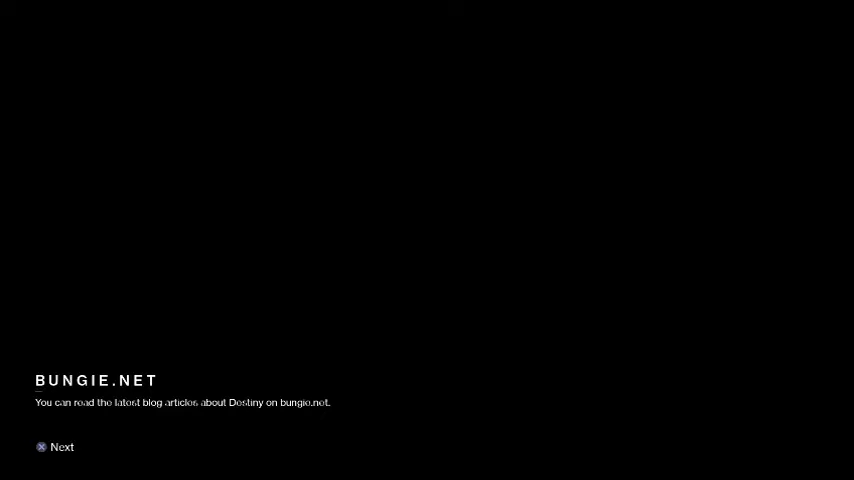 BUNGIE.NET
You can read the latest blog articles about Destiny on bungie.net.
Next